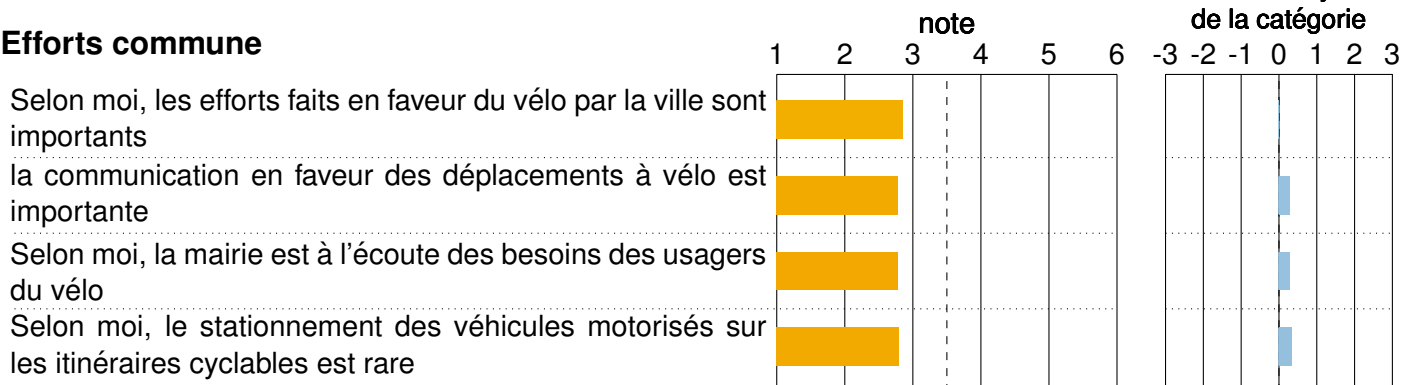 note
de la catégorie
Efforts commune
1 2 3 4 5 6 -3 -2 -1 0 1 2 3
Selon moi, les efforts faits en faveur du vélo par la ville sont
importants
la communication en faveur des déplacements à vélo est
importante
Selon moi, la mairie est à l’écoute des besoins des usagers
du vélo
Selon moi, le stationnement des véhicules motorisés sur
les itinéraires cyclables est rare